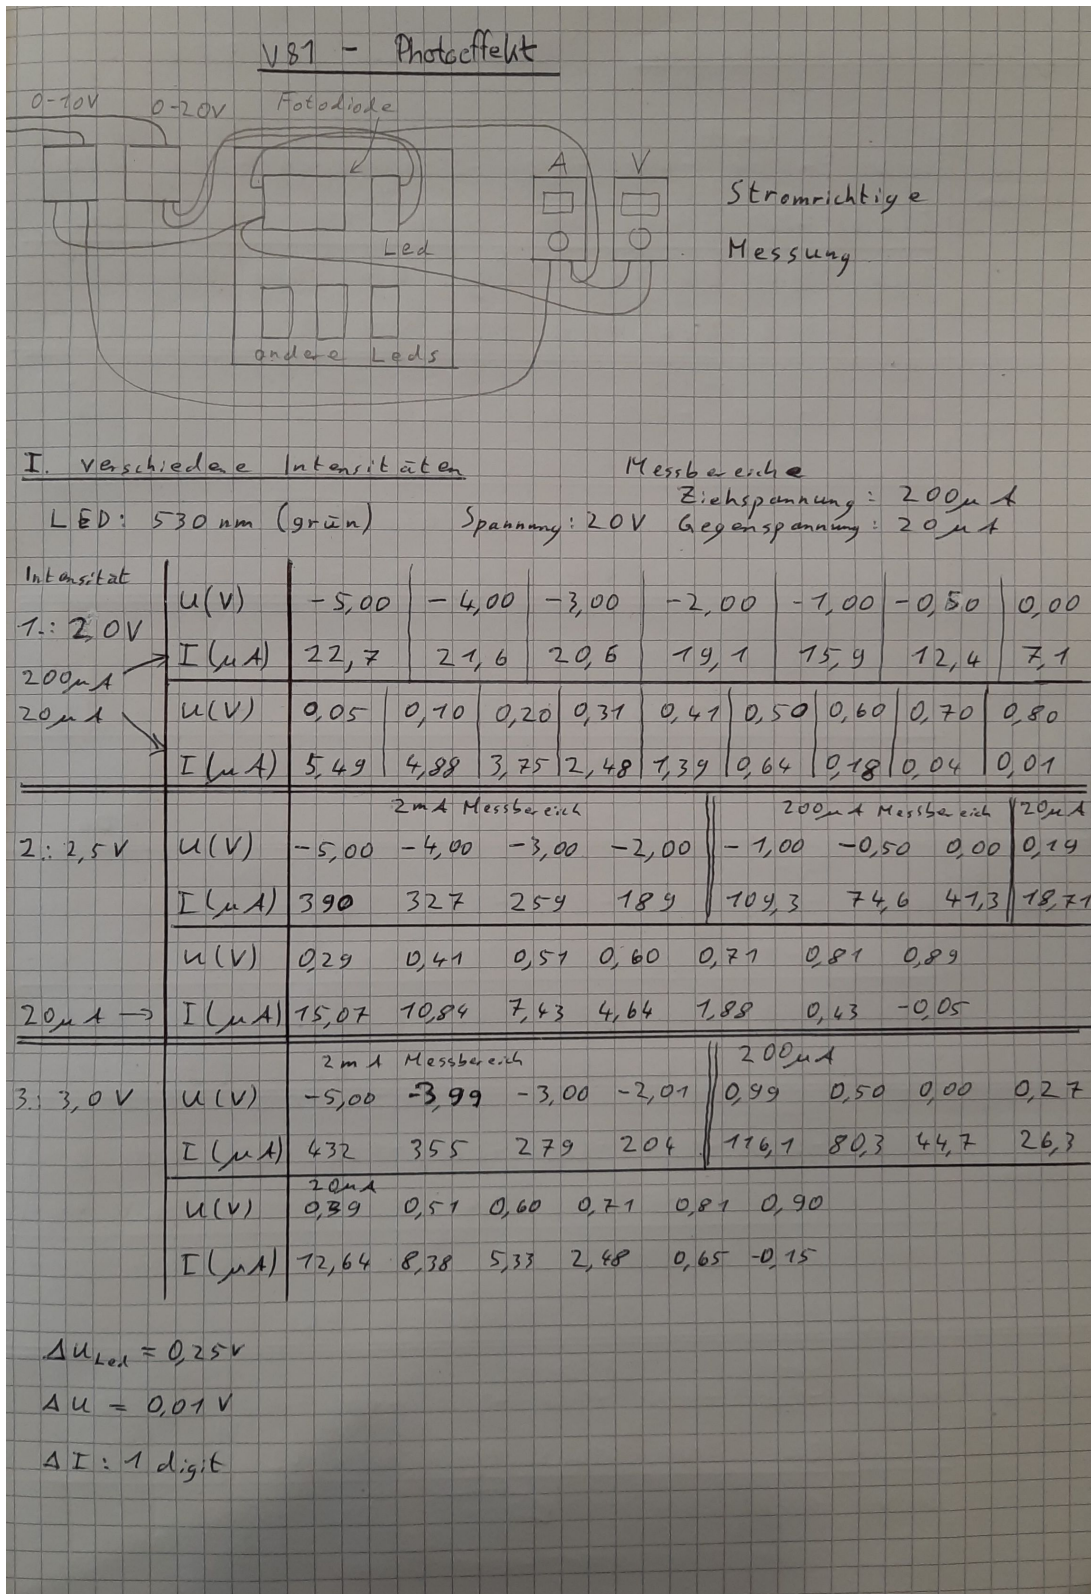 V81 - Photoeffekt
0-10V 0-20V Fotodiode
A V
Stromrichtige
Led
Messung
andere Leds
I. verschiedene Intensitäten Messbereiche
Ziehspannung: 200μA
LED: 530nm (grün) Spannung: 20V Gegenspannung: 20μA
Intensität
U(V) -5,00 -4,00 -3,00 -2,00 -1,00 -0,50 0,00
1.: 2,0V
I(μA) 22,7 21,6 20,6 19,1 15,9 12,4 7,1
200μA
20μA U(V) 0,05 0,10 0,20 0,31 0,41 0,50 0,60 0,70 0,80
I(μA) 5,49 4,88 3,75 2,48 1,39 0,64 0,18 0,04 0,01
2mA Messbereich 200μA Messbereich 20μA
2.: 2,5V U(V) -5,00 -4,00 -3,00 -2,00 -1,00 -0,50 0,00 0,19
I(μA) 390 327 259 189 109,3 74,6 41,3 18,71
U(V) 0,29 0,41 0,51 0,60 0,71 0,81 0,89
20μA → I(μA) 15,07 10,84 7,43 4,64 1,88 0,43 -0,05
2mA Messbereich 200μA
3.: 3,0V U(V) -5,00 -3,99 -3,00 -2,01 0,99 0,50 0,00 0,27
I(μA) 432 355 279 204 116,1 80,3 44,7 26,3
20μA
U(V) 0,39 0,51 0,60 0,71 0,81 0,90
I(μA) 12,64 8,38 5,33 2,48 0,65 -0,15
ΔU Led = 0,25V
ΔU = 0,01V
ΔI: 1 digit